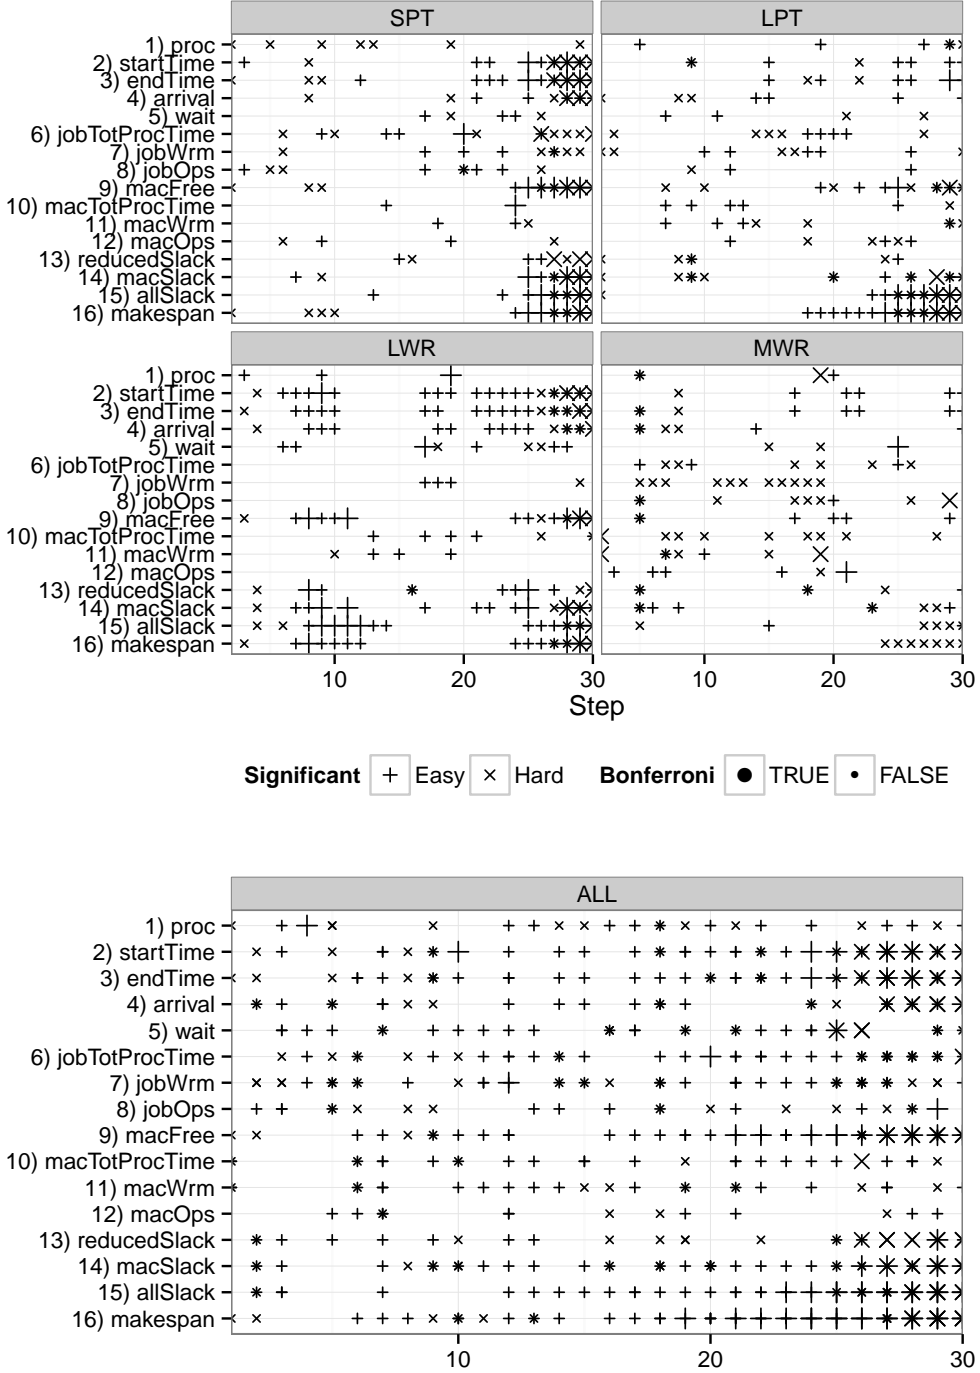 SPT LPT
1) proc
2) startTime
3) endTime
4) arrival
5) wait
6) jobTotProcTime
7) jobWrm
8) jobOps
9) macFree
10) macTotProcTime
11) macWrm
12) macOps
13) reducedSlack
14) macSlack
15) allSlack
16) makespan
LWR MWR
1) proc
2) startTime
3) endTime
4) arrival
5) wait
6) jobTotProcTime
7) jobWrm
8) jobOps
9) macFree
10) macTotProcTime
11) macWrm
12) macOps
13) reducedSlack
14) macSlack
15) allSlack
16) makespan
10 20 30 10 20 30
Step
Significant Easy Hard Bonferroni TRUE FALSE
ALL
1) proc
2) startTime
3) endTime
4) arrival
5) wait
6) jobTotProcTime
7) jobWrm
8) jobOps
9) macFree
10) macTotProcTime
11) macWrm
12) macOps
13) reducedSlack
14) macSlack
15) allSlack
16) makespan
10 20 30